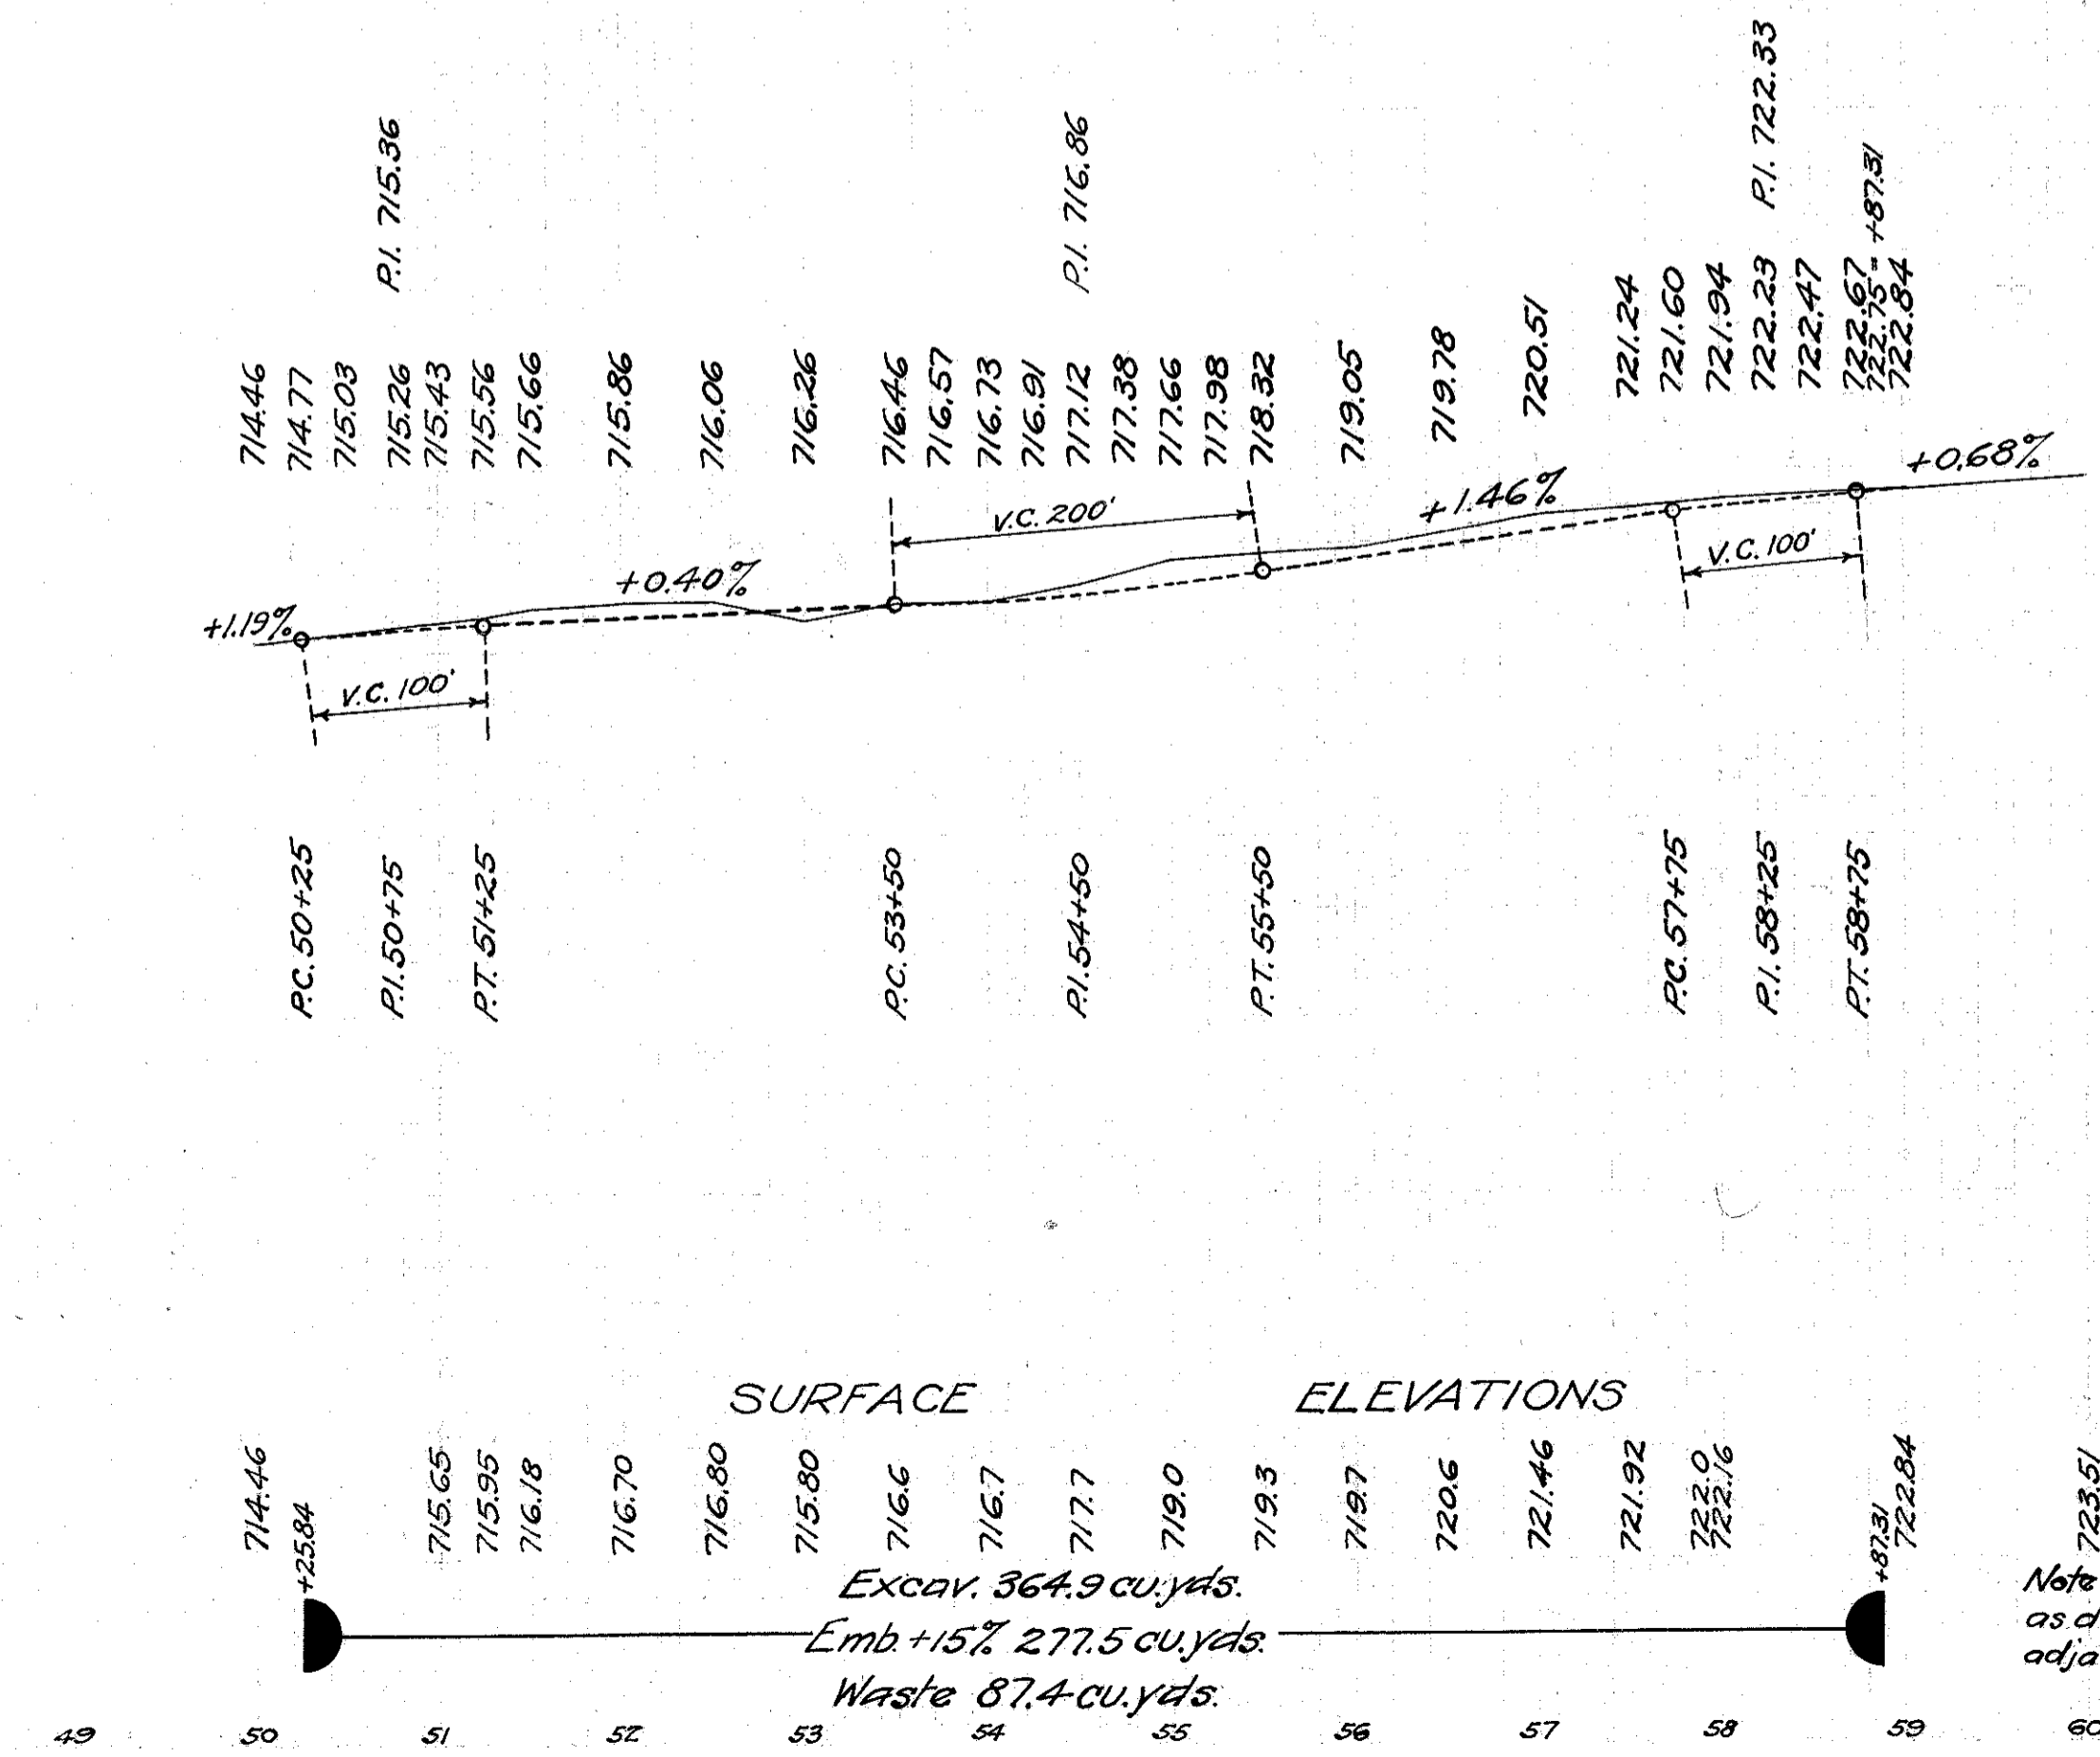 P.I. 715.36
P.I. 716.86
P.I. 722.33
714.46
714.77
715.03
715.26
715.43
715.56
715.66
715.86
716.06
716.26
716.46
716.57
716.73
716.91
717.12
717.38
717.66
717.98
718.32
719.05
719.78
720.51
721.24
721.60
721.94
722.23
722.47
722.67
722.75 = +87.31
722.84
+1.19%
+0.40%
+1.46%
+0.68%
V.C. 100'
V.C. 200'
V.C. 100'
P.C. 50+25
P.I. 50+75
P.T. 51+25
P.C. 53+50
P.I. 54+50
P.T. 55+50
P.C. 57+75
P.I. 58+25
P.T. 58+75
SURFACE ELEVATIONS
714.46
+25.84
715.65
715.95
716.18
716.70
716.80
715.80
716.6
716.7
717.7
719.0
719.3
719.7
720.6
721.46
721.92
722.0
722.16
+87.31
722.84
723.51
Excav. 364.9 cu.yds.
Emb.+15% 277.5 cu.yds.
Waste 87.4 cu.yds.
Note
as d
adja
49 50 51 52 53 54 55 56 57 58 59 60